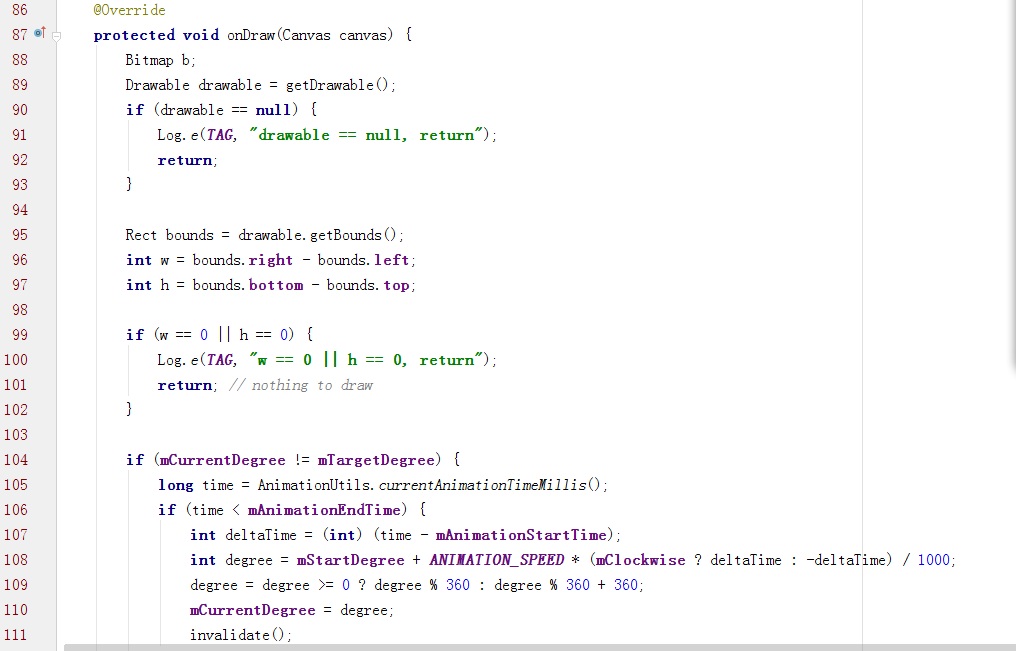 86 @Override
87 protected void onDraw(Canvas canvas) {
88 Bitmap b;
89 Drawable drawable = getDrawable();
90 if (drawable == null) {
91 Log.e(TAG, "drawable == null, return");
92 return;
93 }
94
95 Rect bounds = drawable.getBounds();
96 int w = bounds.right - bounds.left;
97 int h = bounds.bottom - bounds.top;
98
99 if (w == 0 || h == 0) {
100 Log.e(TAG, "w == 0 || h == 0, return");
101 return; // nothing to draw
102 }
103
104 if (mCurrentDegree != mTargetDegree) {
105 long time = AnimationUtils.currentAnimationTimeMillis();
106 if (time < mAnimationEndTime) {
107 int deltaTime = (int) (time - mAnimationStartTime);
108 int degree = mStartDegree + ANIMATION_SPEED * (mClockwise ? deltaTime : -deltaTime) / 1000;
109 degree = degree >= 0 ? degree % 360 : degree % 360 + 360;
110 mCurrentDegree = degree;
111 invalidate();